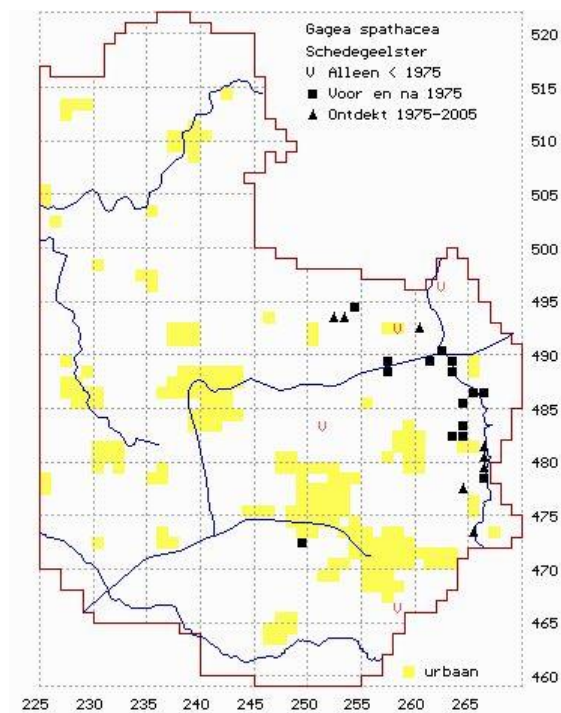 Gagea spathacea
Schedegeelster
V Alleen < 1975
■ Voor en na 1975
▲ Ontdekt 1975-2005
520
515
510
505
500
495
490
485
480
475
470
465
460
V
V
V
V
urbaan
225 230 235 240 245 250 255 260 265